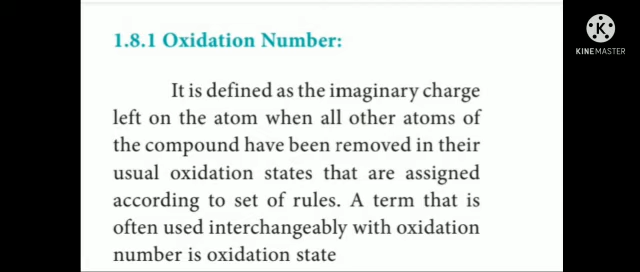 1.8.1 Oxidation Number:
KINEMASTER
It is defined as the imaginary charge
left on the atom when all other atoms of
the compound have been removed in their
usual oxidation states that are assigned
according to set of rules. A term that is
often used interchangeably with oxidation
number is oxidation state